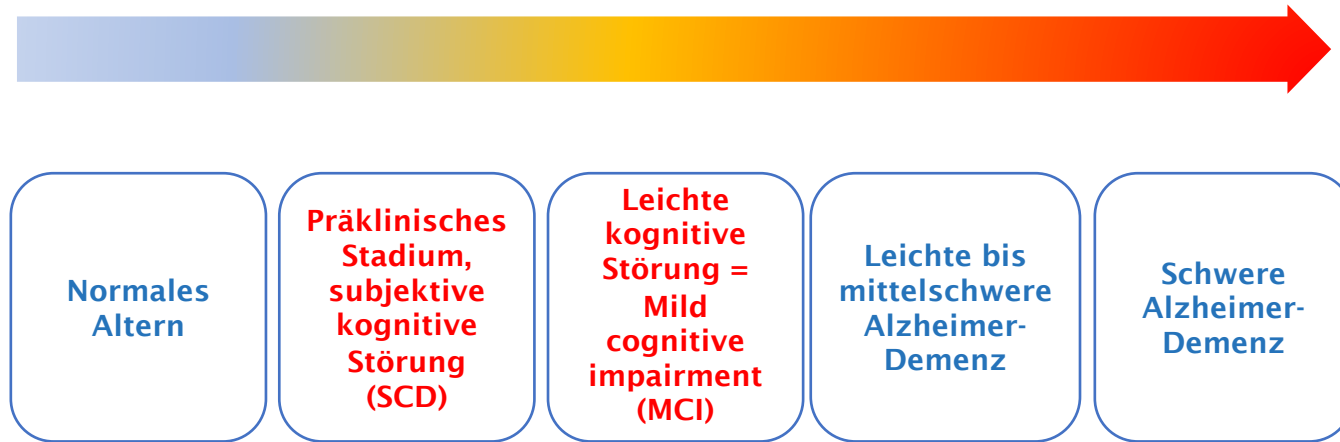 Normales
Altern
Präklinisches
Stadium,
subjektive
kognitive
Störung
(SCD)
Leichte
kognitive
Störung =
Mild
cognitive
impairment
(MCI)
Leichte bis
mittelschwere
Alzheimer-
Demenz
Schwere
Alzheimer-
Demenz